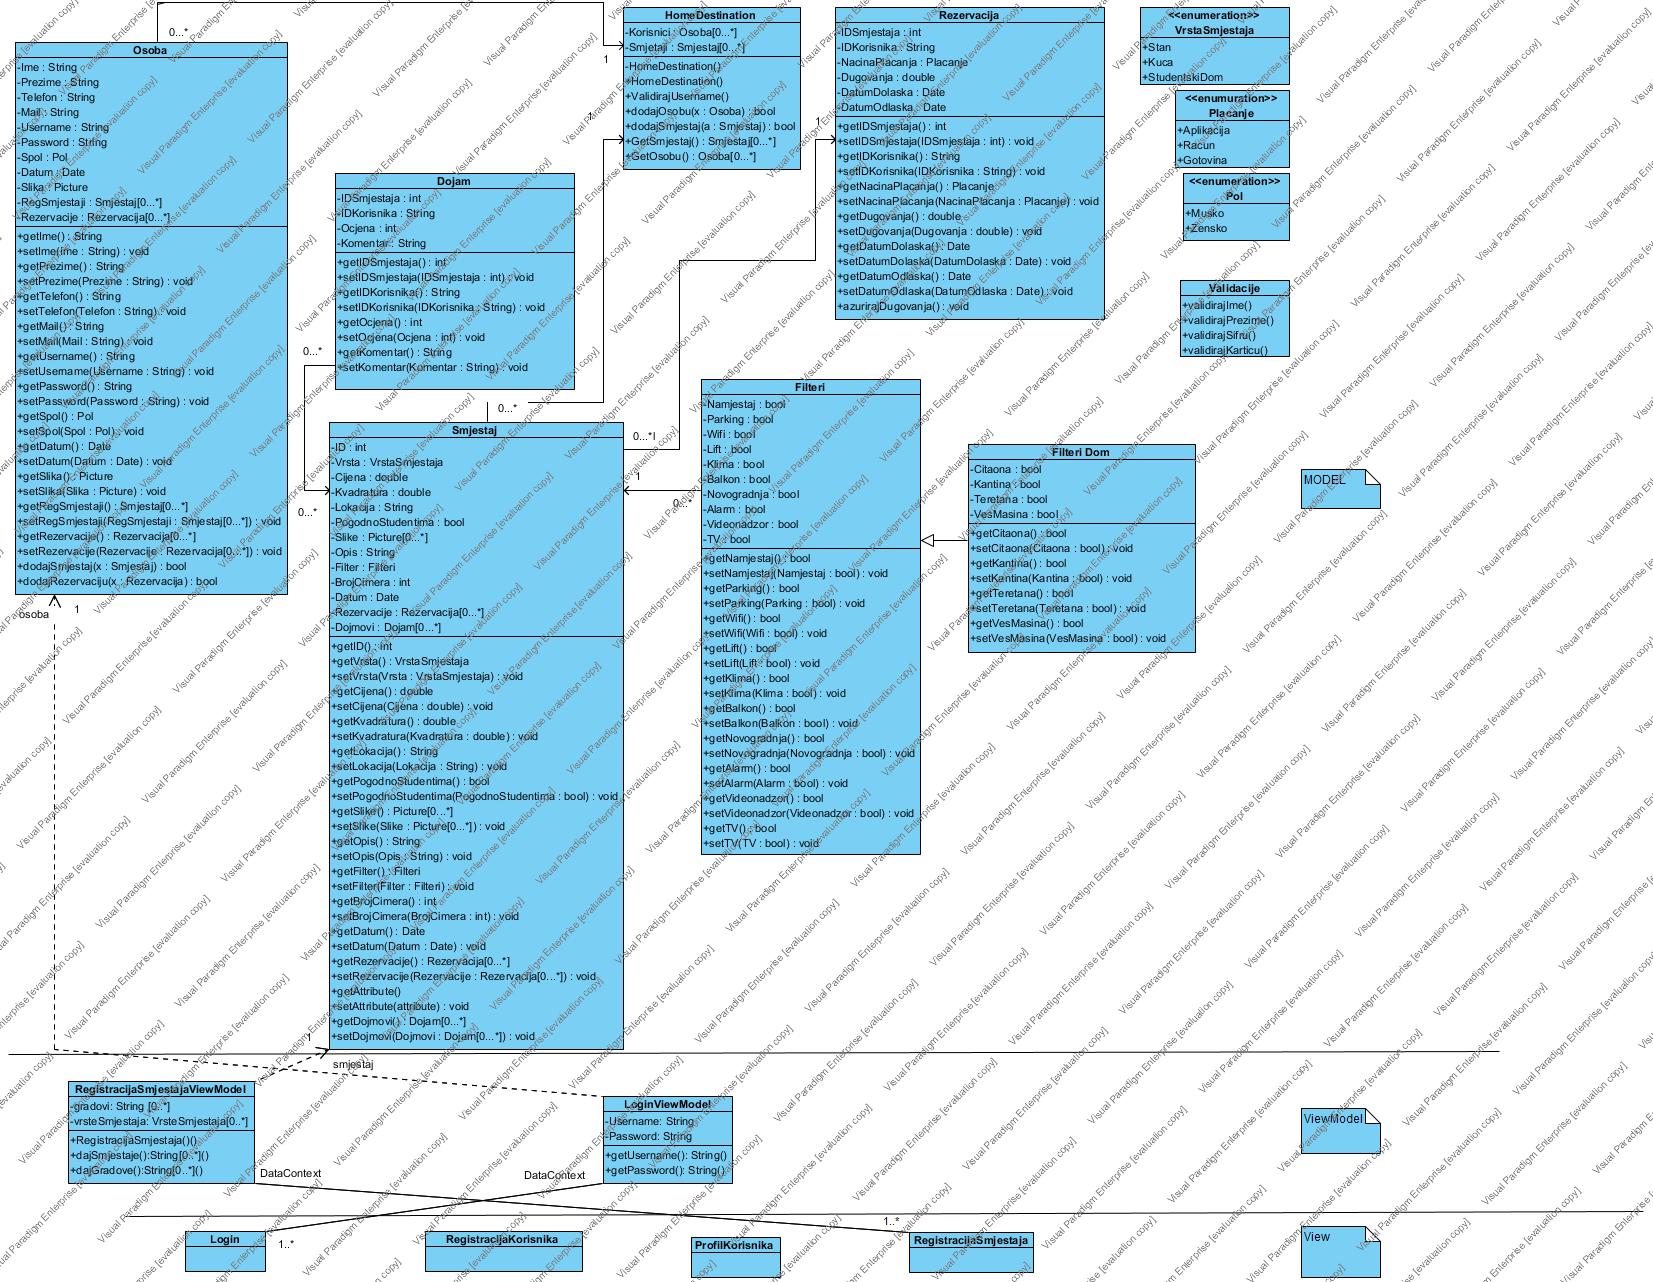 0...*
Osoba
-Ime : String
-Prezime : String
-Telefon : String
-Mail : String
-Username : String
-Password : String
-Spol : Pol
-Datum : Date
-Slika : Picture
-RegSmjestaji : Smjestaj[0...*]
-Rezervacije : Rezervacija[0...*]
+getIme() : String
+setIme(Ime : String) : void
+getPrezime() : String
+setPrezime(Prezime : String) : void
+getTelefon() : String
+setTelefon(Telefon : String) : void
+getMail() : String
+setMail(Mail : String) : void
+getUsername() : String
+setUsername(Username : String) : void
+getPassword() : String
+setPassword(Password : String) : void
+getSpol() : Pol
+setSpol(Spol : Pol) : void
+getDatum() : Date
+setDatum(Datum : Date) : void
+getSlika() : Picture
+setSlika(Slika : Picture) : void
+getRegSmjestaji() : Smjestaj[0...*]
+setRegSmjestaji(RegSmjestaji : Smjestaj[0...*]) : void
+getRezervacije() : Rezervacija[0...*]
+setRezervacije(Rezervacije : Rezervacija[0...*]) : void
+dodajSmjestaj(x : Smjestaj) : bool
+dodajRezervaciju(x : Rezervacija) : bool
1
osoba
HomeDestination
-Korisnici : Osoba[0...*]
-Smjetaji : Smjestaj[0...*]
-HomeDestination()
+HomeDestination()
+ValidirajUsername()
+dodajOsobu(x : Osoba) : bool
+dodajSmjestaj(a : Smjestaj) : bool
+GetSmjestaj() : Smjestaj[0...*]
+GetOsobu() : Osoba[0...*]
1
1
Rezervacija
-IDSmjestaja : int
-IDKorisnika : String
-NacinaPlacanja : Placanje
-Dugovanja : double
-DatumDolaska : Date
-DatumOdlaska : Date
+getIDSmjestaja() : int
+setIDSmjestaja(IDSmjestaja : int) : void
+getIDKorisnika() : String
+setIDKorisnika(IDKorisnika : String) : void
+getNacinaPlacanja() : Placanje
+setNacinaPlacanja(NacinaPlacanja : Placanje) : void
+getDugovanja() : double
+setDugovanja(Dugovanja : double) : void
+getDatumDolaska() : Date
+setDatumDolaska(DatumDolaska : Date) : void
+getDatumOdlaska() : Date
+setDatumOdlaska(DatumOdlaska : Date) : void
+azurirajDugovanja() : void
1
<<enumeration>>
VrstaSmjestaja
+Stan
+Kuca
+StudentskiDom
<<enumuration>>
Placanje
+Aplikacija
+Racun
+Gotovina
<<enumeration>>
Pol
+Musko
+Zensko
Validacije
+validirajIme()
+validirajPrezime()
+validirajSifru()
+validirajKarticu()
Dojam
-IDSmjestaja : int
-IDKorisnika : String
-Ocjena : int
-Komentar : String
+getIDSmjestaja() : int
+setIDSmjestaja(IDSmjestaja : int) : void
+getIDKorisnika() : String
+setIDKorisnika(IDKorisnika : String) : void
+getOcjena() : int
+setOcjena(Ocjena : int) : void
+getKomentar() : String
+setKomentar(Komentar : String) : void
0...*
0...*
0...*
Smjestaj
-ID : int
-Vrsta : VrstaSmjestaja
-Cijena : double
-Kvadratura : double
-Lokacija : String
-PogodnoStudentima : bool
-Slike : Picture[0...*]
-Opis : String
-Filter : Filteri
-BrojCimera : int
-Datum : Date
-Rezervacije : Rezervacija[0...*]
-Dojmovi : Dojam[0...*]
+getID() : int
+getVrsta() : VrstaSmjestaja
+setVrsta(Vrsta : VrstaSmjestaja) : void
+getCijena() : double
+setCijena(Cijena : double) : void
+getKvadratura() : double
+setKvadratura(Kvadratura : double) : void
+getLokacija() : String
+setLokacija(Lokacija : String) : void
+getPogodnoStudentima() : bool
+setPogodnoStudentima(PogodnoStudentima : bool) : void
+getSlike() : Picture[0...*]
+setSlike(Slike : Picture[0...*]) : void
+getOpis() : String
+setOpis(Opis : String) : void
+getFilter() : Filteri
+setFilter(Filter : Filteri) : void
+getBrojCimera() : int
+setBrojCimera(BrojCimera : int) : void
+getDatum() : Date
+setDatum(Datum : Date) : void
+getRezervacije() : Rezervacija[0...*]
+setRezervacije(Rezervacije : Rezervacija[0...*]) : void
+getAttribute()
+setAttribute(attribute) : void
+getDojmovi() : Dojam[0...*]
+setDojmovi(Dojmovi : Dojam[0...*]) : void
0...*l
1
0...*
1
smjestaj
Filteri
-Namjestaj : bool
-Parking : bool
-Wifi : bool
-Lift : bool
-Klima : bool
-Balkon : bool
-Novogradnja : bool
-Alarm : bool
-Videonadzor : bool
-TV : bool
+getNamjestaj() : bool
+setNamjestaj(Namjestaj : bool) : void
+getParking() : bool
+setParking(Parking : bool) : void
+getWifi() : bool
+setWifi(Wifi : bool) : void
+getLift() : bool
+setLift(Lift : bool) : void
+getKlima() : bool
+setKlima(Klima : bool) : void
+getBalkon() : bool
+setBalkon(Balkon : bool) : void
+getNovogradnja() : bool
+setNovogradnja(Novogradnja : bool) : void
+getAlarm() : bool
+setAlarm(Alarm : bool) : void
+getVideonadzor() : bool
+setVideonadzor(Videonadzor : bool) : void
+getTV() : bool
+setTV(TV : bool) : void
Filteri Dom
-Citaona : bool
-Kantina : bool
-Teretana : bool
-VesMasina : bool
+getCitaona() : bool
+setCitaona(Citaona : bool) : void
+getKantina() : bool
+setKantina(Kantina : bool) : void
+getTeretana() : bool
+setTeretana(Teretana : bool) : void
+getVesMasina() : bool
+setVesMasina(VesMasina : bool) : void
MODEL
RegistracijaSmjestajaViewModel
-gradovi: String [0..*]
-vrsteSmjestaja: VrsteSmjestaja[0..*]
+RegistracijaSmjestaja()()
+dajSmjestaje():String[0..*]()
+dajGradove():String[0..*]()
DataContext
LoginViewModel
-Username: String
-Password: String
+getUsername(): String()
+getPassword(): String()
DataContext
ViewModel
Login
1..*
RegistracijaKorisnika
ProfilKorisnika
1..*
RegistracijaSmjestaja
View
Visual Paradigm Enterprise [evaluation copy]